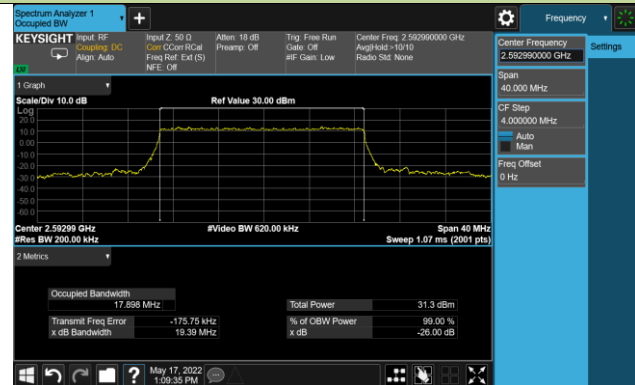 Spectrum Analyzer 1
Occupied BW
Frequency
KEYSIGHT
Input: RF
Coupling: DC
Align: Auto
Input Z: 50 Ω
Corr CCorr RCal
Freq Ref: Ext (S)
NFE: Off
Atten: 18 dB
Preamp: Off
Trig: Free Run
Gate: Off
#IF Gain: Low
Center Freq: 2.592990000 GHz
Avg|Hold:>10/10
Radio Std: None
LXI
Center Frequency
2.592990000 GHz
Settings
Span
40.000 MHz
CF Step
4.000000 MHz
Auto
Man
Freq Offset
0 Hz
1 Graph
Scale/Div 10.0 dB
Ref Value 30.00 dBm
Log
20.0
10.0
0.00
-10.0
-20.0
-30.0
-40.0
-50.0
-60.0
Center 2.59299 GHz
#Video BW 620.00 kHz
Span 40 MHz
#Res BW 200.00 kHz
Sweep 1.07 ms (2001 pts)
2 Metrics
Occupied Bandwidth
17.898 MHz
Total Power
31.3 dBm
Transmit Freq Error
-175.75 kHz
% of OBW Power
99.00 %
x dB Bandwidth
19.39 MHz
x dB
-26.00 dB
?
May 17, 2022
1:09:35 PM